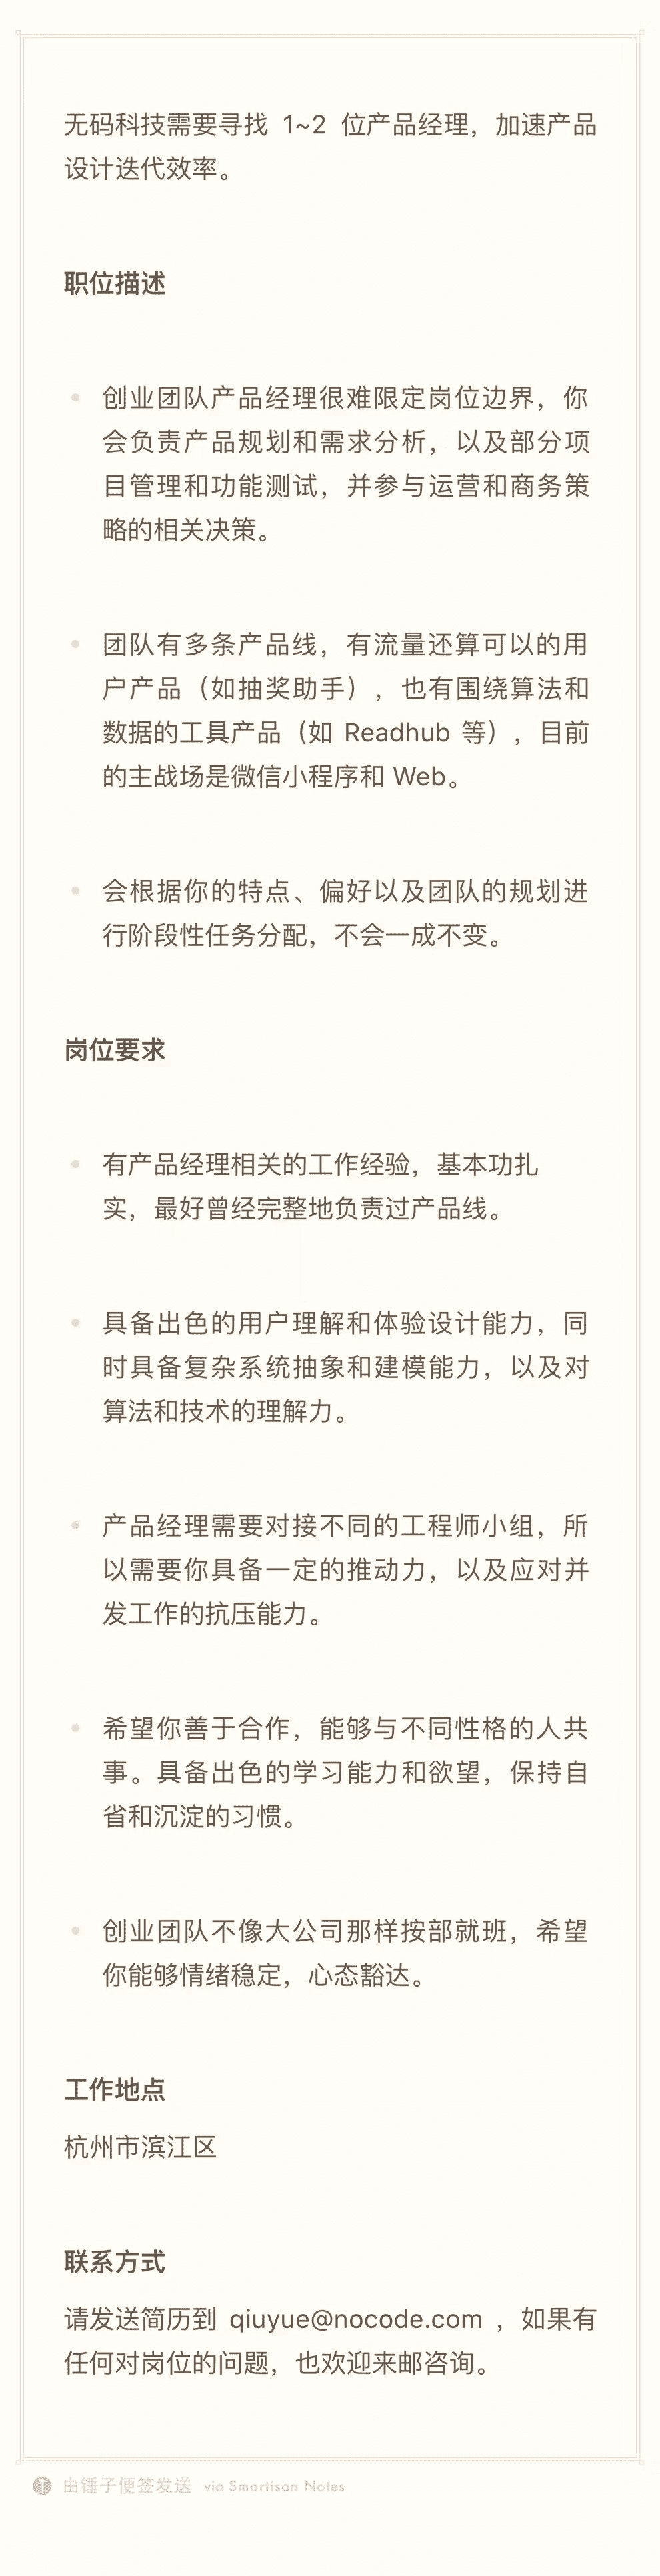 无码科技需要寻找 1~2 位产品经理，加速产品
设计迭代效率。
职位描述
创业团队产品经理很难限定岗位边界，你
会负责产品规划和需求分析，以及部分项
目管理和功能测试，并参与运营和商务策
略的相关决策。
团队有多条产品线，有流量还算可以的用
户产品（如抽奖助手），也有围绕算法和
数据的工具产品（如 Readhub 等），目前
的主战场是微信小程序和 Web。
会根据你的特点、偏好以及团队的规划进
行阶段性任务分配，不会一成不变。
岗位要求
有产品经理相关的工作经验，基本功扎
实，最好曾经完整地负责过产品线。
具备出色的用户理解和体验设计能力，同
时具备复杂系统抽象和建模能力，以及对
算法和技术的理解力。
产品经理需要对接不同的工程师小组，所
以需要你具备一定的推动力，以及应对并
发工作的抗压能力。
希望你善于合作，能够与不同性格的人共
事。具备出色的学习能力和欲望，保持自
省和沉淀的习惯。
创业团队不像大公司那样按部就班，希望
你能够情绪稳定，心态豁达。
工作地点
杭州市滨江区
联系方式
请发送简历到 qiuyue@nocode.com ，如果有
任何对岗位的问题，也欢迎来邮咨询。
由锤子便签发送 via Smartisan Notes